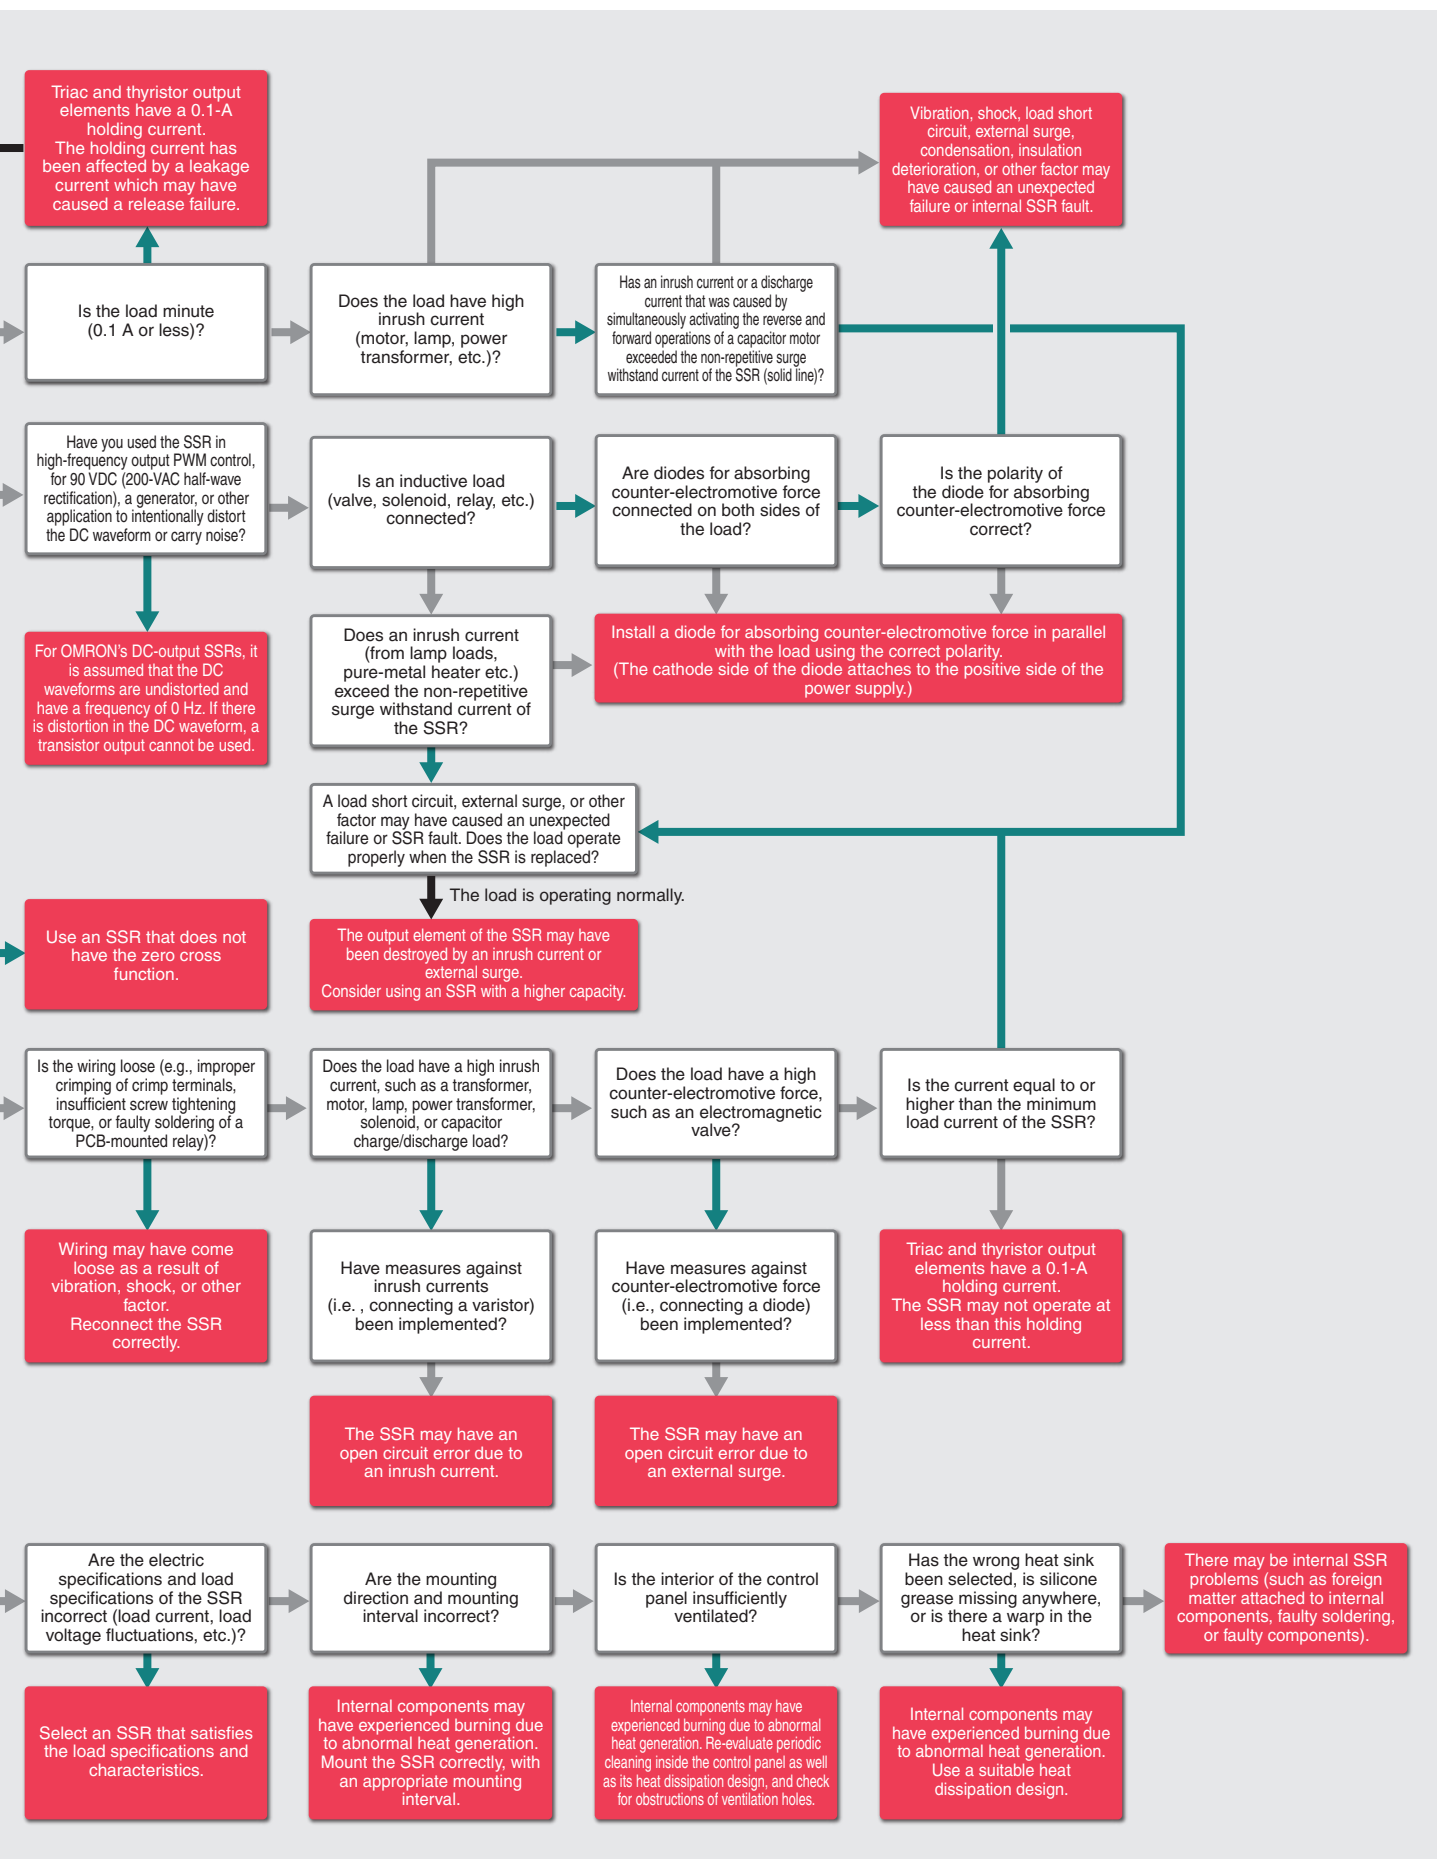 Triac and thyristor output
elements have a 0.1-A
holding current.
The holding current has
been affected by a leakage
current which may have
caused a release failure.
Vibration, shock, load short
circuit, external surge,
condensation, insulation
deterioration, or other factor may
have caused an unexpected
failure or internal SSR fault.
Is the load minute
(0.1 A or less)?
Does the load have high
inrush current
(motor, lamp, power
transformer, etc.)?
Has an inrush current or a discharge
current that was caused by
simultaneously activating the reverse and
forward operations of a capacitor motor
exceeded the non-repetitive surge
withstand current of the SSR (solid line)?
Have you used the SSR in
high-frequency output PWM control,
for 90 VDC (200-VAC half-wave
rectification), a generator, or other
application to intentionally distort
the DC waveform or carry noise?
Is an inductive load
(valve, solenoid, relay, etc.)
connected?
Are diodes for absorbing
counter-electromotive force
connected on both sides of
the load?
Is the polarity of
the diode for absorbing
counter-electromotive force
correct?
For OMRON's DC-output SSRs, it
is assumed that the DC
waveforms are undistorted and
have a frequency of 0 Hz. If there
is distortion in the DC waveform, a
transistor output cannot be used.
Does an inrush current
(from lamp loads,
pure-metal heater etc.)
exceed the non-repetitive
surge withstand current of
the SSR?
Install a diode for absorbing counter-electromotive force in parallel
with the load using the correct polarity.
(The cathode side of the diode attaches to the positive side of the
power supply.)
A load short circuit, external surge, or other
factor may have caused an unexpected
failure or SSR fault. Does the load operate
properly when the SSR is replaced?
The load is operating normally.
Use an SSR that does not
have the zero cross
function.
The output element of the SSR may have
been destroyed by an inrush current or
external surge.
Consider using an SSR with a higher capacity.
Is the wiring loose (e.g., improper
crimping of crimp terminals,
insufficient screw tightening
torque, or faulty soldering of a
PCB-mounted relay)?
Does the load have a high inrush
current, such as a transformer,
motor, lamp, power transformer,
solenoid, or capacitor
charge/discharge load?
Does the load have a high
counter-electromotive force,
such as an electromagnetic
valve?
Is the current equal to or
higher than the minimum
load current of the SSR?
Wiring may have come
loose as a result of
vibration, shock, or other
factor.
Reconnect the SSR
correctly.
Have measures against
inrush currents
(i.e. , connecting a varistor)
been implemented?
Have measures against
counter-electromotive force
(i.e., connecting a diode)
been implemented?
Triac and thyristor output
elements have a 0.1-A
holding current.
The SSR may not operate at
less than this holding
current.
The SSR may have an
open circuit error due to
an inrush current.
The SSR may have an
open circuit error due to
an external surge.
Are the electric
specifications and load
specifications of the SSR
incorrect (load current, load
voltage fluctuations, etc.)?
Are the mounting
direction and mounting
interval incorrect?
Is the interior of the control
panel insufficiently
ventilated?
Has the wrong heat sink
been selected, is silicone
grease missing anywhere,
or is there a warp in the
heat sink?
There may be internal SSR
problems (such as foreign
matter attached to internal
components, faulty soldering,
or faulty components).
Select an SSR that satisfies
the load specifications and
characteristics.
Internal components may
have experienced burning due
to abnormal heat generation.
Mount the SSR correctly, with
an appropriate mounting
interval.
Internal components may have
experienced burning due to abnormal
heat generation. Re-evaluate periodic
cleaning inside the control panel as well
as its heat dissipation design, and check
for obstructions of ventilation holes.
Internal components may
have experienced burning due
to abnormal heat generation.
Use a suitable heat
dissipation design.